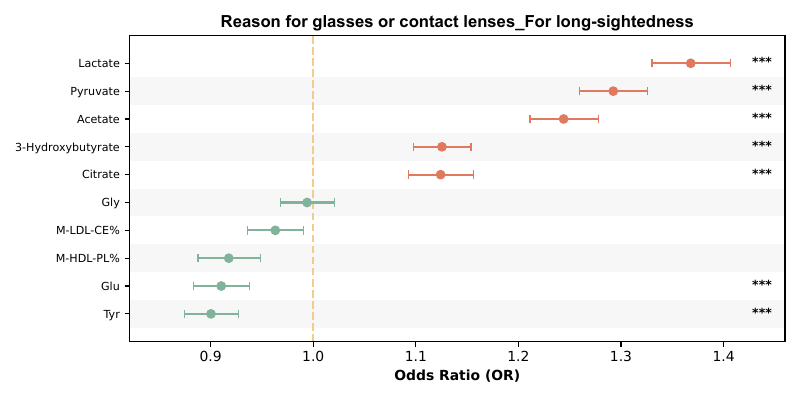 Reason for glasses or contact lenses_For long-sightedness
Lactate ***
Pyruvate ***
Acetate ***
3-Hydroxybutyrate ***
Citrate ***
Gly
M-LDL-CE%
M-HDL-PL%
Glu ***
Tyr ***
0.9 1.0 1.1 1.2 1.3 1.4
Odds Ratio (OR)